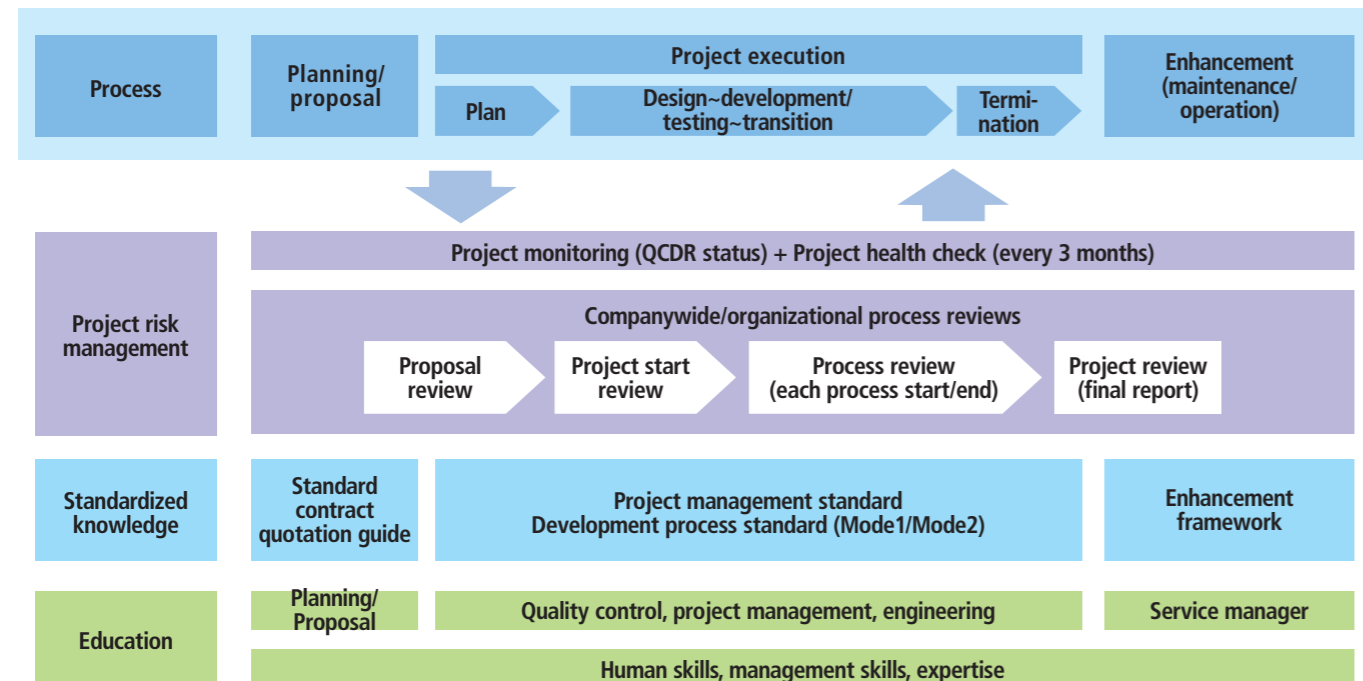 Process
Planning/
proposal
Project execution
Plan
Design~development/
testing~transition
Termi-
nation
Enhancement
(maintenance/
operation)
Project risk
management
Project monitoring (QCDR status) + Project health check (every 3 months)
Companywide/organizational process reviews
Proposal
review
Project start
review
Process review
(each process start/end)
Project review
(final report)
Standardized
knowledge
Standard
contract
quotation guide
Project management standard
Development process standard (Mode1/Mode2)
Enhancement
framework
Education
Planning/
Proposal
Quality control, project management, engineering
Service manager
Human skills, management skills, expertise